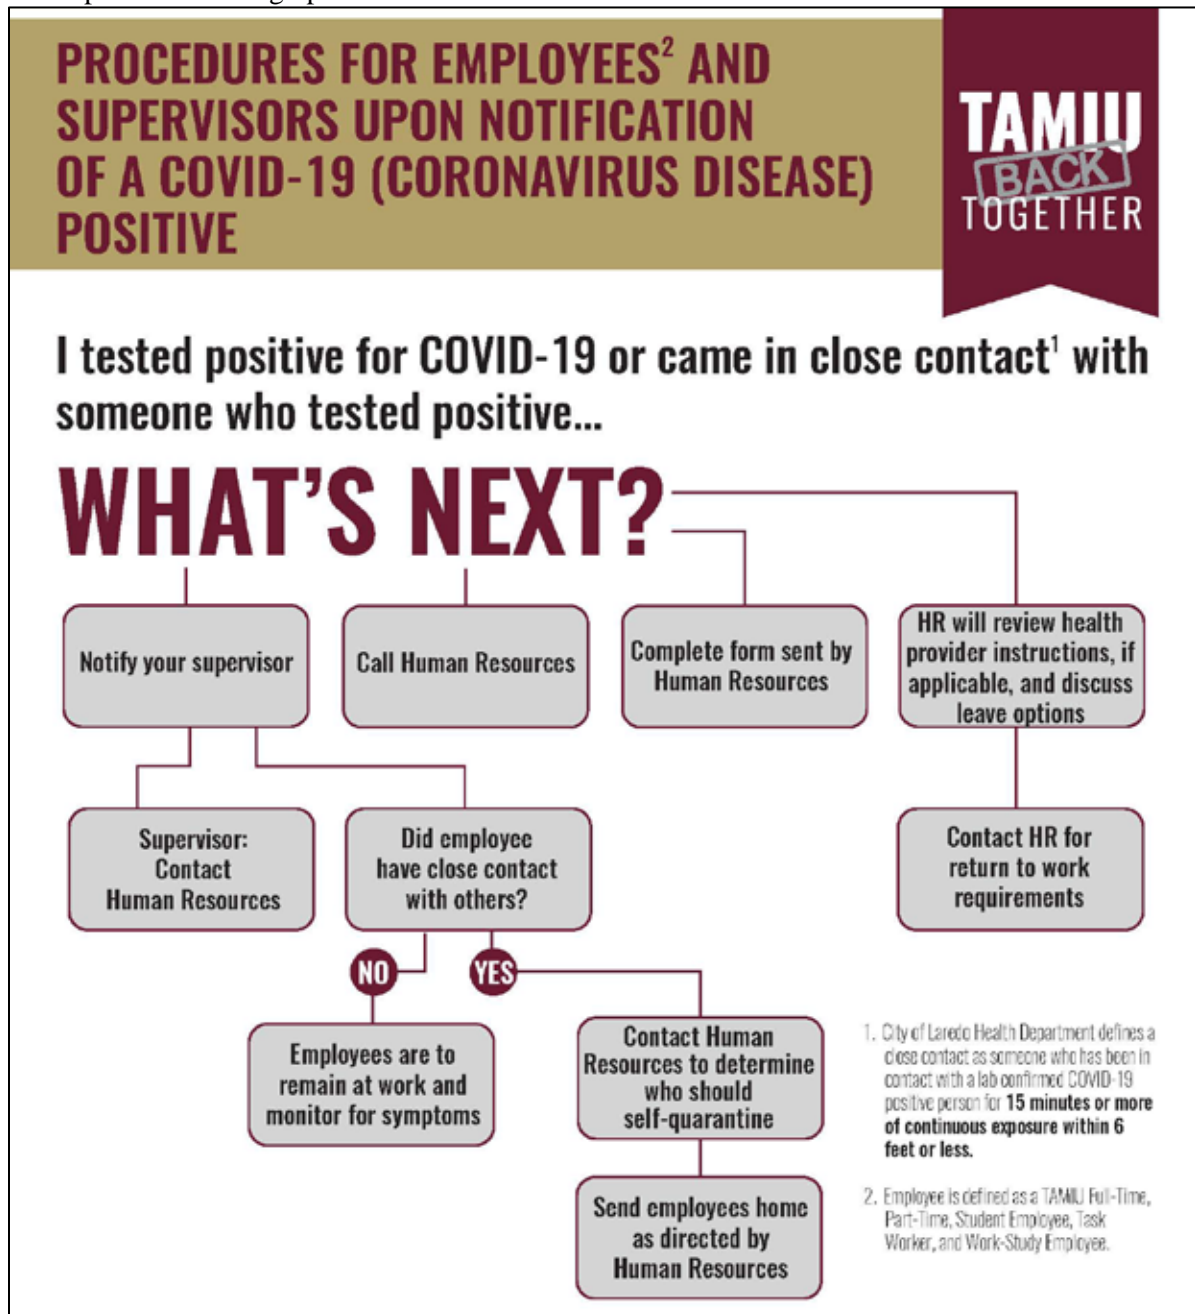 PROCEDURES FOR EMPLOYEES² AND
SUPERVISORS UPON NOTIFICATION
OF A COVID-19 (CORONAVIRUS DISEASE)
POSITIVE
TAMIU
BACK
TOGETHER
I tested positive for COVID-19 or came in close contact¹ with
someone who tested positive...
WHAT'S NEXT?
Notify your supervisor
Call Human Resources
Complete form sent by
Human Resources
HR will review health
provider instructions, if
applicable, and discuss
leave options
Supervisor:
Contact
Human Resources
Did employee
have close contact
with others?
Contact HR for
return to work
requirements
NO
YES
Employees are to
remain at work and
monitor for symptoms
Contact Human
Resources to determine
who should
self-quarantine
Send employees home
as directed by
Human Resources
1. City of Laredo Health Department defines a
close contact as someone who has been in
contact with a lab confirmed COVID-19
positive person for 15 minutes or more
of continuous exposure within 6
feet or less.
2. Employee is defined as a TAMIU Full-Time,
Part-Time, Student Employee, Task
Worker, and Work-Study Employee.